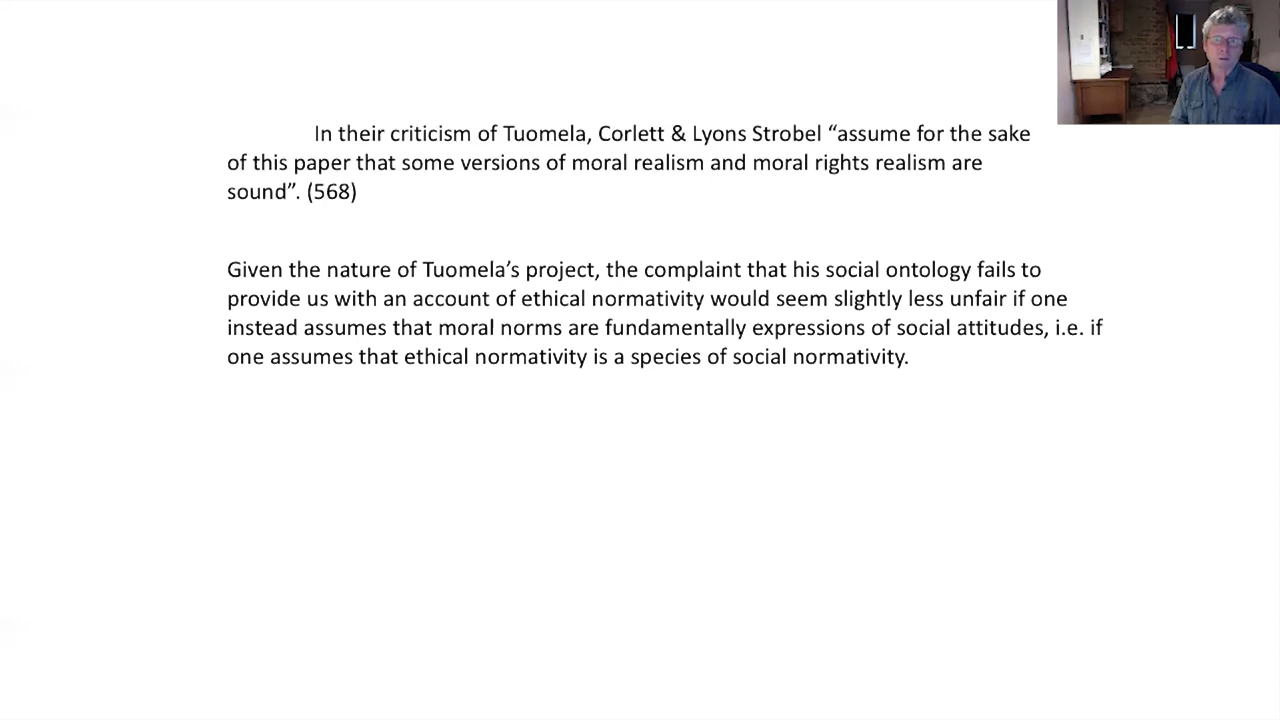 In their criticism of Tuomela, Corlett & Lyons Strobel “assume for the sake
of this paper that some versions of moral realism and moral rights realism are
sound”. (568)
Given the nature of Tuomela’s project, the complaint that his social ontology fails to
provide us with an account of ethical normativity would seem slightly less unfair if one
instead assumes that moral norms are fundamentally expressions of social attitudes, i.e. if
one assumes that ethical normativity is a species of social normativity.